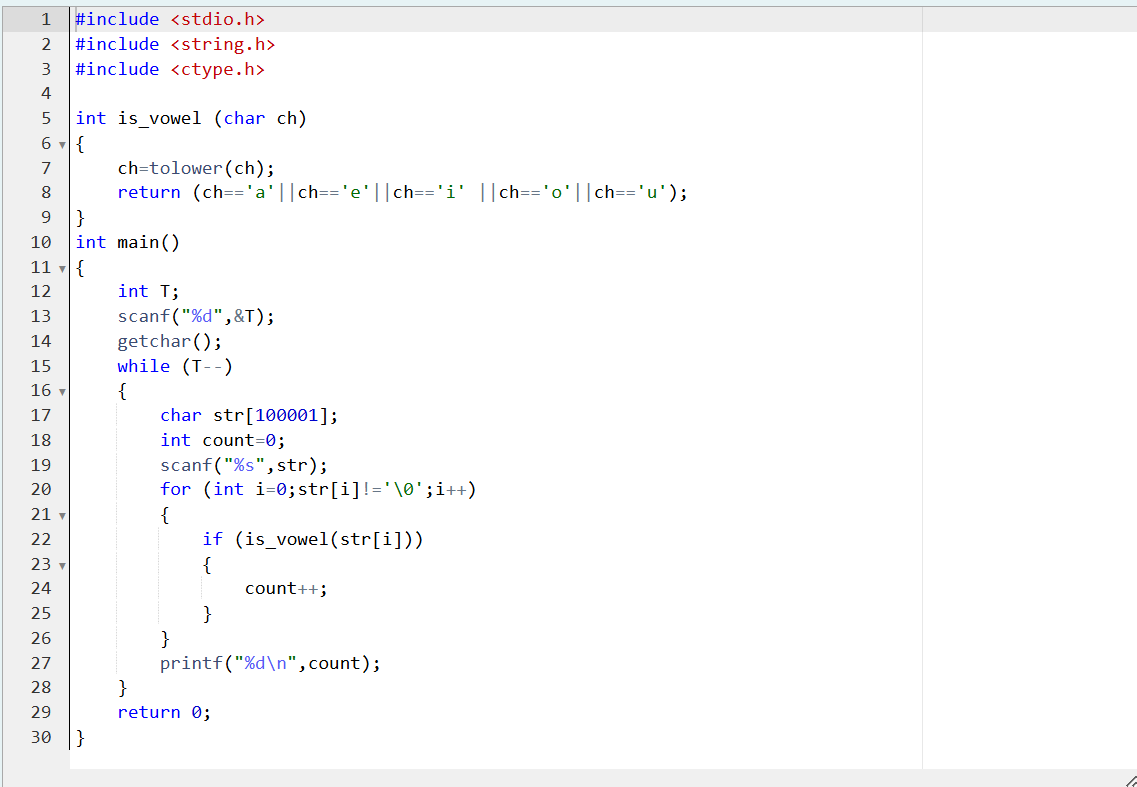 1 #include <stdio.h>
2 #include <string.h>
3 #include <ctype.h>
4
5 int is_vowel (char ch)
6 {
7     ch=tolower(ch);
8     return (ch=='a'||ch=='e'||ch=='i' ||ch=='o'||ch=='u');
9 }
10 int main()
11 {
12     int T;
13     scanf("%d",&T);
14     getchar();
15     while (T--)
16     {
17         char str[100001];
18         int count=0;
19         scanf("%s",str);
20         for (int i=0;str[i]!='\0';i++)
21         {
22             if (is_vowel(str[i]))
23             {
24                 count++;
25             }
26         }
27         printf("%d\n",count);
28     }
29     return 0;
30 }